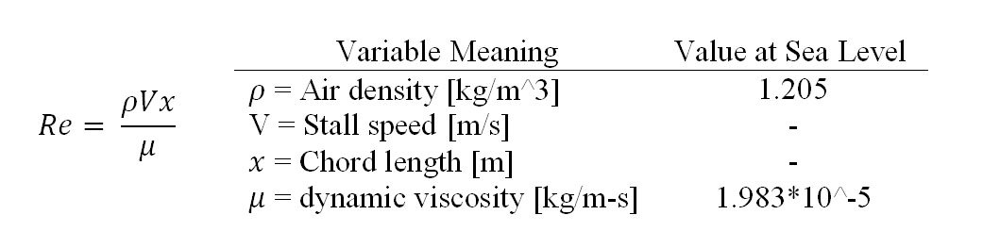 Re = ρVx / μ
Variable Meaning Value at Sea Level
ρ = Air density [kg/m^3] 1.205
V = Stall speed [m/s] -
x = Chord length [m] -
μ = dynamic viscosity [kg/m-s] 1.983*10^-5